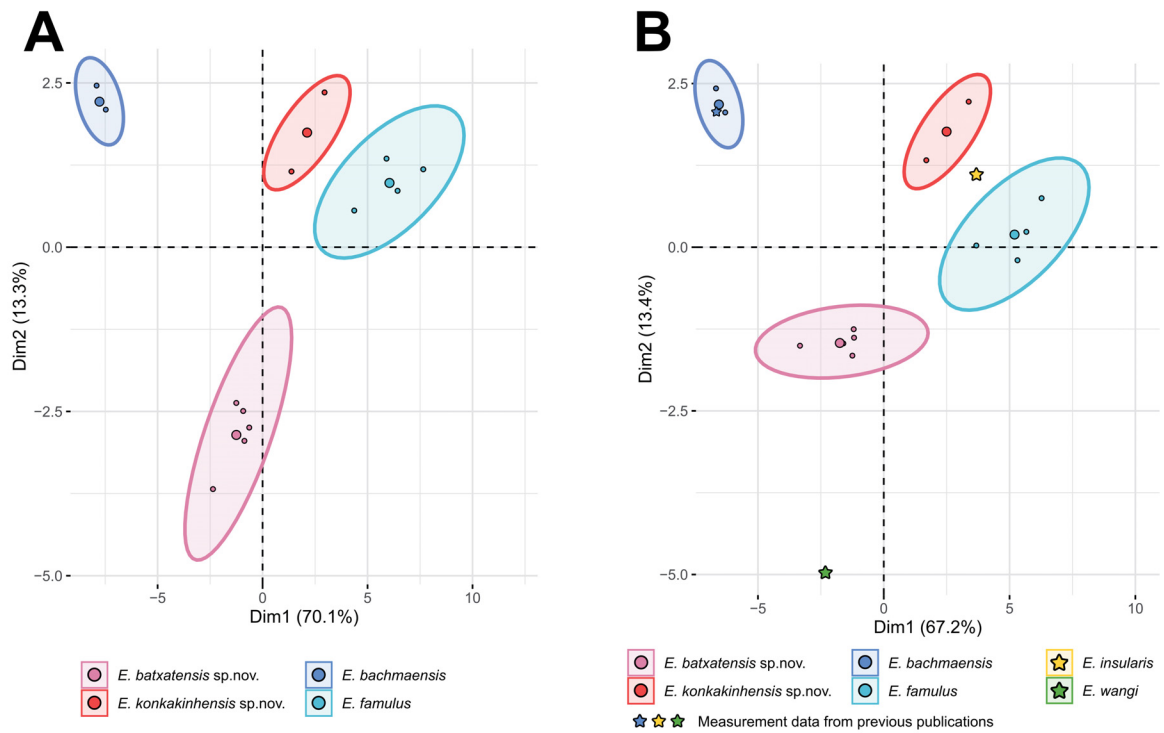 A
B
2.5
0.0
−2.5
−5.0
Dim2 (13.3%)
−5
0
5
10
Dim1 (70.1%)
E. batxatensis sp.nov.
E. bachmaensis
E. konkakinhensis sp.nov.
E. famulus
2.5
0.0
−2.5
−5.0
Dim2 (13.4%)
−5
0
5
10
Dim1 (67.2%)
E. batxatensis sp.nov.
E. bachmaensis
E. insularis
E. konkakinhensis sp.nov.
E. famulus
E. wangi
Measurement data from previous publications